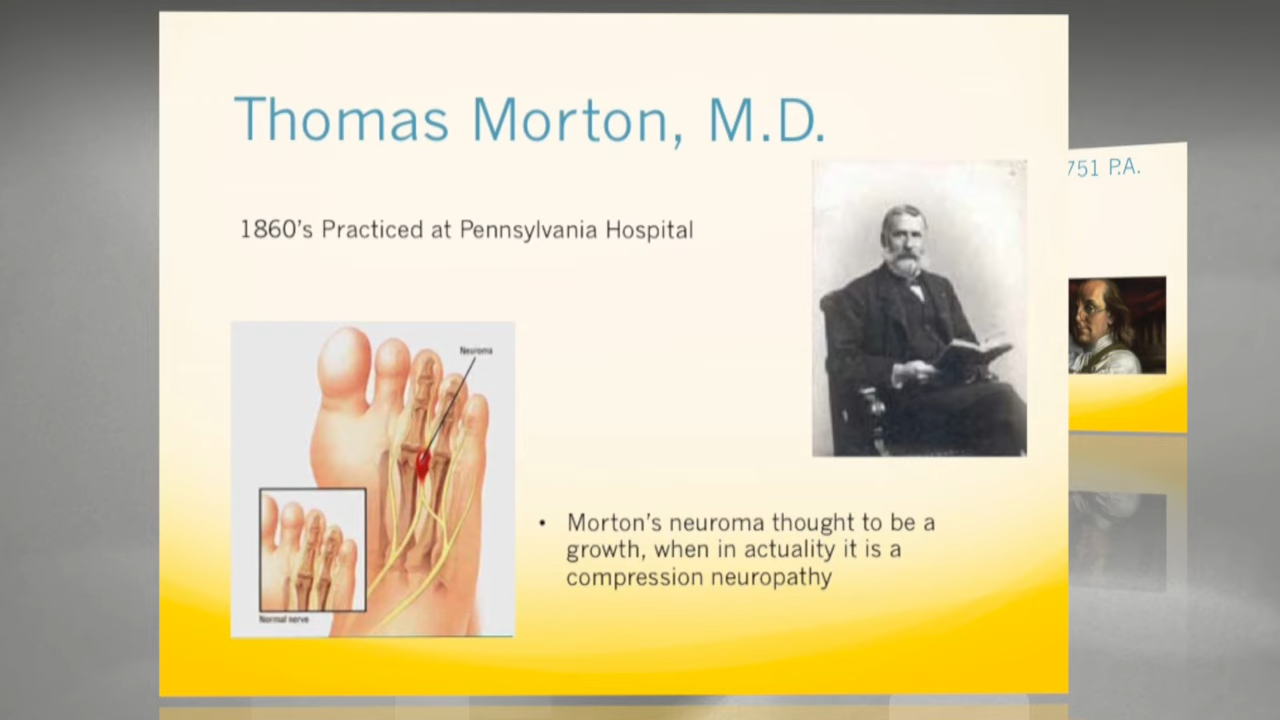 Thomas Morton, M.D.
751 P.A.
1860's Practiced at Pennsylvania Hospital
Neuroma
Normal nerve
• Morton's neuroma thought to be a
growth, when in actuality it is a
compression neuropathy